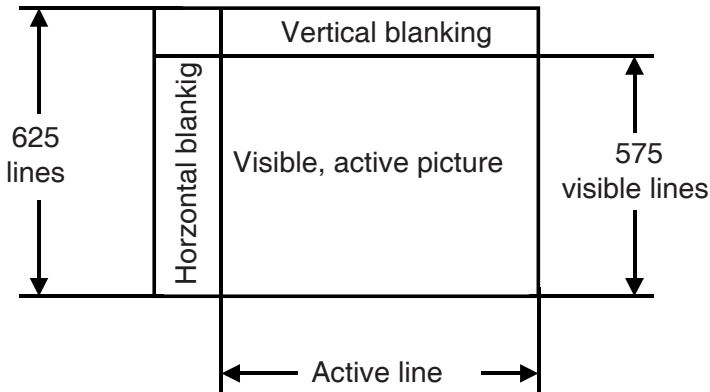 Vertical blanking
625
lines
Horzontal blankig
Visible, active picture
575
visible lines
Active line